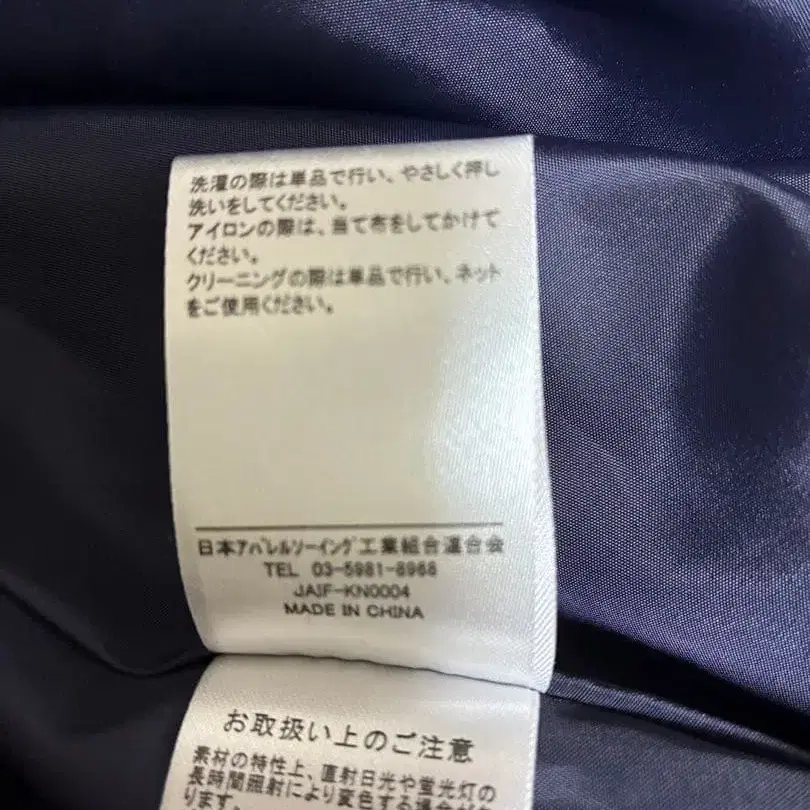 洗濯の際は単品で行い、やさしく押し
洗いをしてください。
アイロンの際は、当て布をしてかけて
ください。
クリーニングの際は単品で行い、ネット
をご使用ください。
日本アパレルソーイング工業組合連合会
TEL 03-5981-8968
JAIF-KN0004
MADE IN CHINA
お取扱い上のご注意
素材の特性上、直射日光や蛍光灯の
長時間照射により変色する場合が
ります。